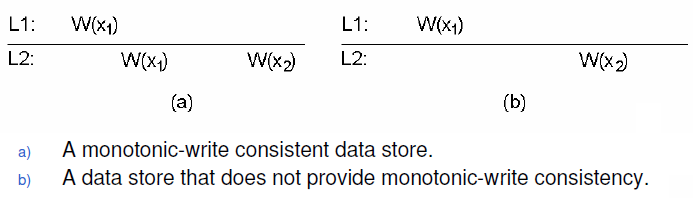 L1: W(x₁) L1: W(x₁)
L2: W(x₁) W(x₂) L2: W(x₂)
(a) (b)
a) A monotonic-write consistent data store.
b) A data store that does not provide monotonic-write consistency.